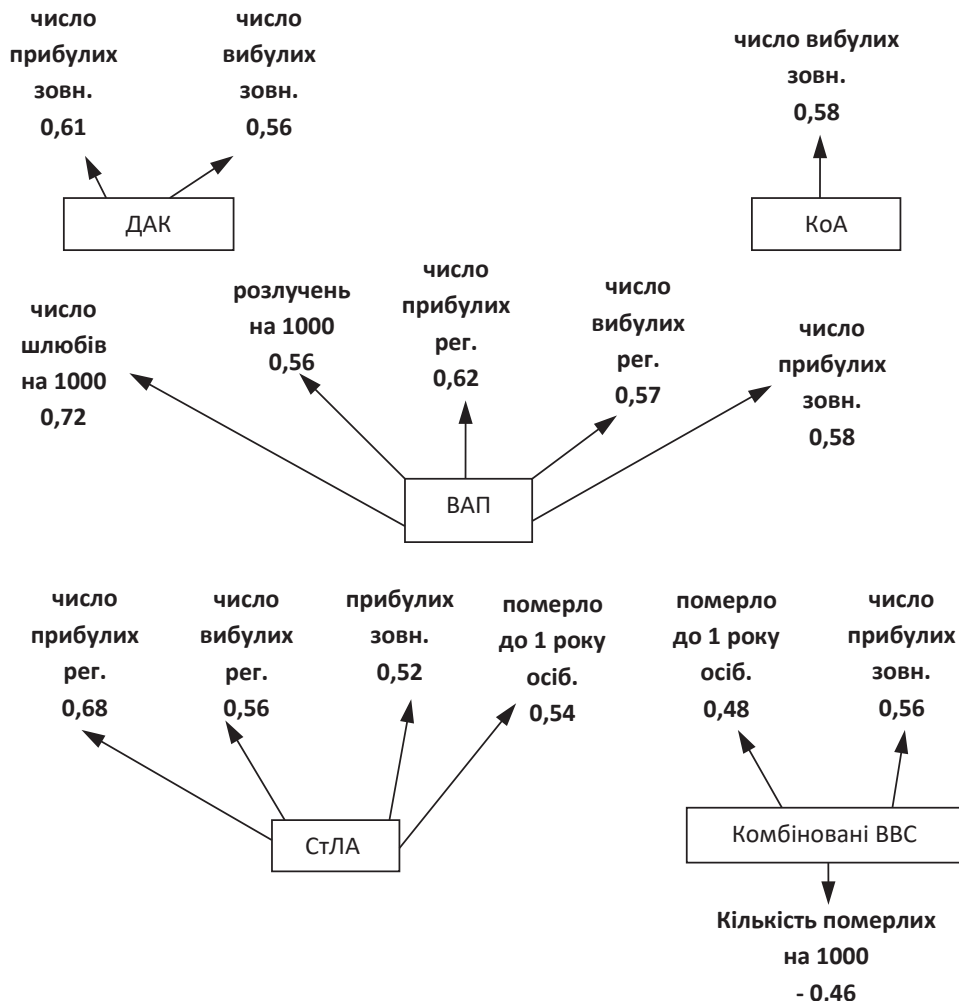 число
прибулих
зовн.
0,61
число
вибулих
зовн.
0,56
число вибулих
зовн.
0,58
ДАК
КоА
число
шлюбів
на 1000
0,72
розлучень
на 1000
0,56
число
прибулих
рег.
0,62
число
вибулих
рег.
0,57
число
прибулих
зовн.
0,58
ВАП
число
прибулих
рег.
0,68
число
вибулих
рег.
0,56
прибулих
зовн.
0,52
померло
до 1 року
осіб.
0,54
померло
до 1 року
осіб.
0,48
число
прибулих
зовн.
0,56
СтЛА
Комбіновані ВВС
Кількість померлих
на 1000
- 0,46